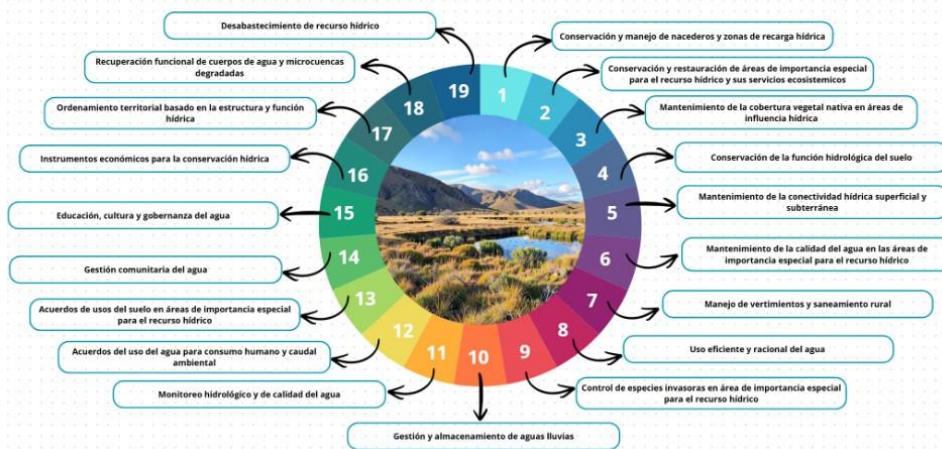 19
1
2
3
4
5
6
7
8
9
10
11
12
13
14
15
16
17
18
Conservación y manejo de nacederos y zonas de recarga hídrica
Conservación y restauración de áreas de importancia especial
para el recurso hídrico y sus servicios ecosistemicos
Mantenimiento de la cobertura vegetal nativa en áreas de
influencia hídrica
Conservación de la función hidrológica del suelo
Mantenimiento de la conectividad hídrica superficial y
subterránea
Mantenimiento de la calidad del agua en las áreas de
importancia especial para el recurso hídrico
Manejo de vertimientos y saneamiento rural
Uso eficiente y racional del agua
Control de especies invasoras en área de importancia especial
para el recurso hídrico
Gestión y almacenamiento de aguas lluvias
Monitoreo hidrológico y de calidad del agua
Acuerdos del uso del agua para consumo humano y caudal
ambiental
Acuerdos de usos del suelo en áreas de importancia especial
para el recurso hídrico
Gestión comunitaria del agua
Educación, cultura y gobernanza del agua
Instrumentos económicos para la conservación hídrica
Ordenamiento territorial basado en la estructura y función
hídrica
Recuperación funcional de cuerpos de agua y microcuencas
degradadas
Desabastecimiento de recurso hídrico